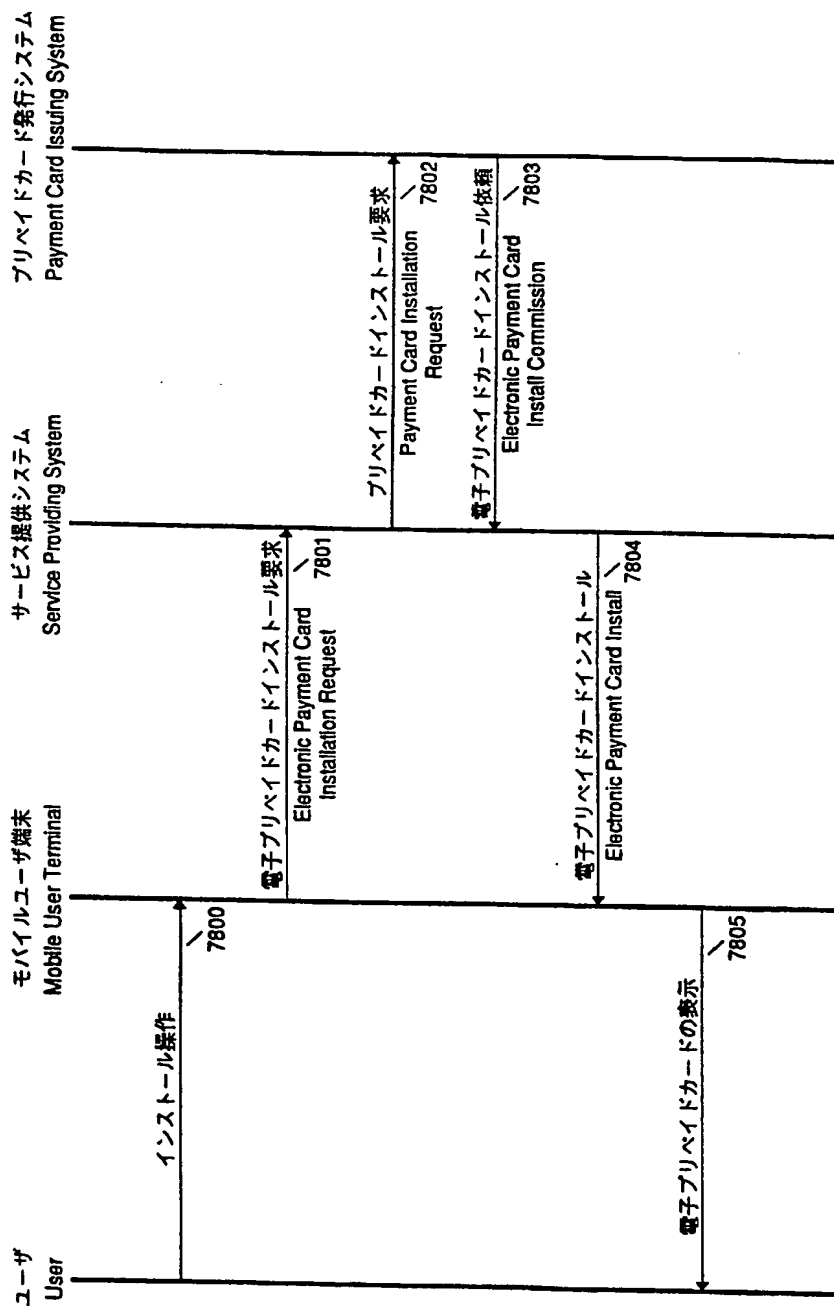 ユーザ
User
モバイルユーザ端末
Mobile User Terminal
サービス提供システム
Service Providing System
プリペイドカード発行システム
Payment Card Issuing System
インストール操作
7800
電子プリペイドカードインストール要求
7801
Electronic Payment Card
Installation Request
プリペイドカードインストール要求
7802
Payment Card Installation
Request
電子プリペイドカードインストール依頼
7803
Electronic Payment Card
Install Commission
電子プリペイドカードインストール
7804
Electronic Payment Card Install
電子プリペイドカードの表示
7805